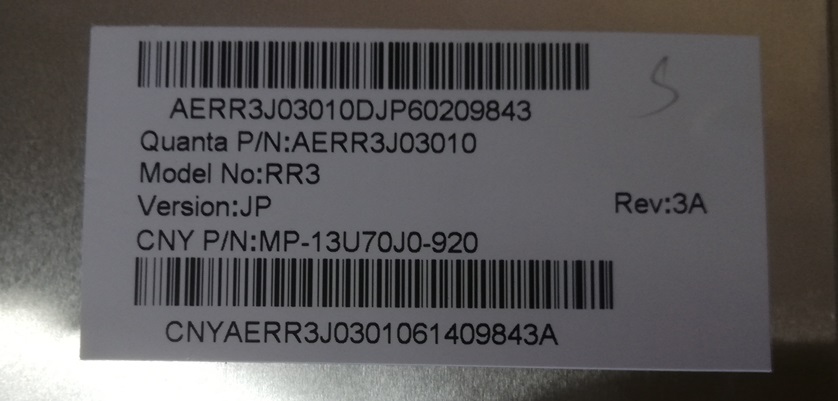 AERR3J03010DJP60209843
Quanta P/N:AERR3J03010
Model No:RR3
Version:JP Rev:3A
CNY P/N:MP-13U70J0-920
CNYAERR3J0301061409843A
S